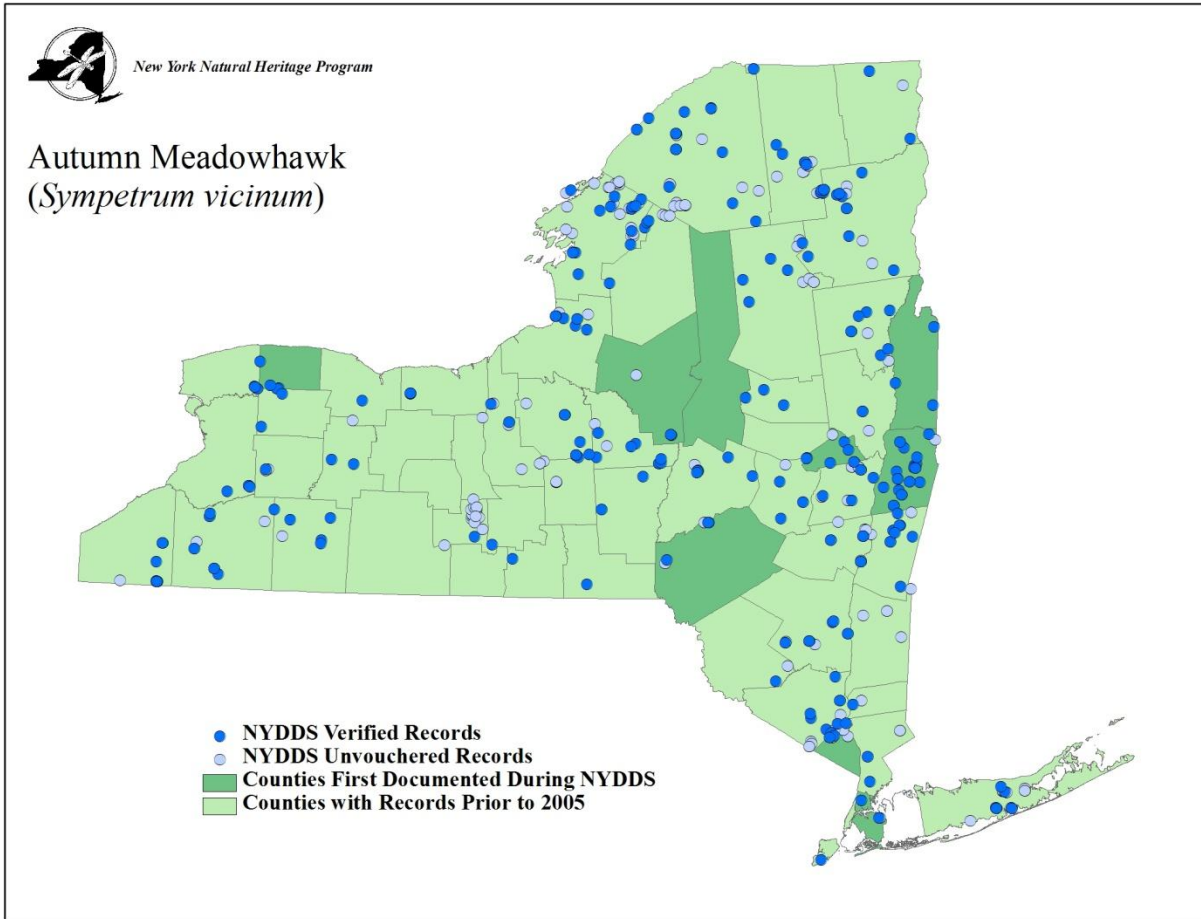 New York Natural Heritage Program
Autumn Meadowhawk
(Sympetrum vicinum)
NYDDS Verified Records
NYDDS Unvouchered Records
Counties First Documented During NYDDS
Counties with Records Prior to 2005